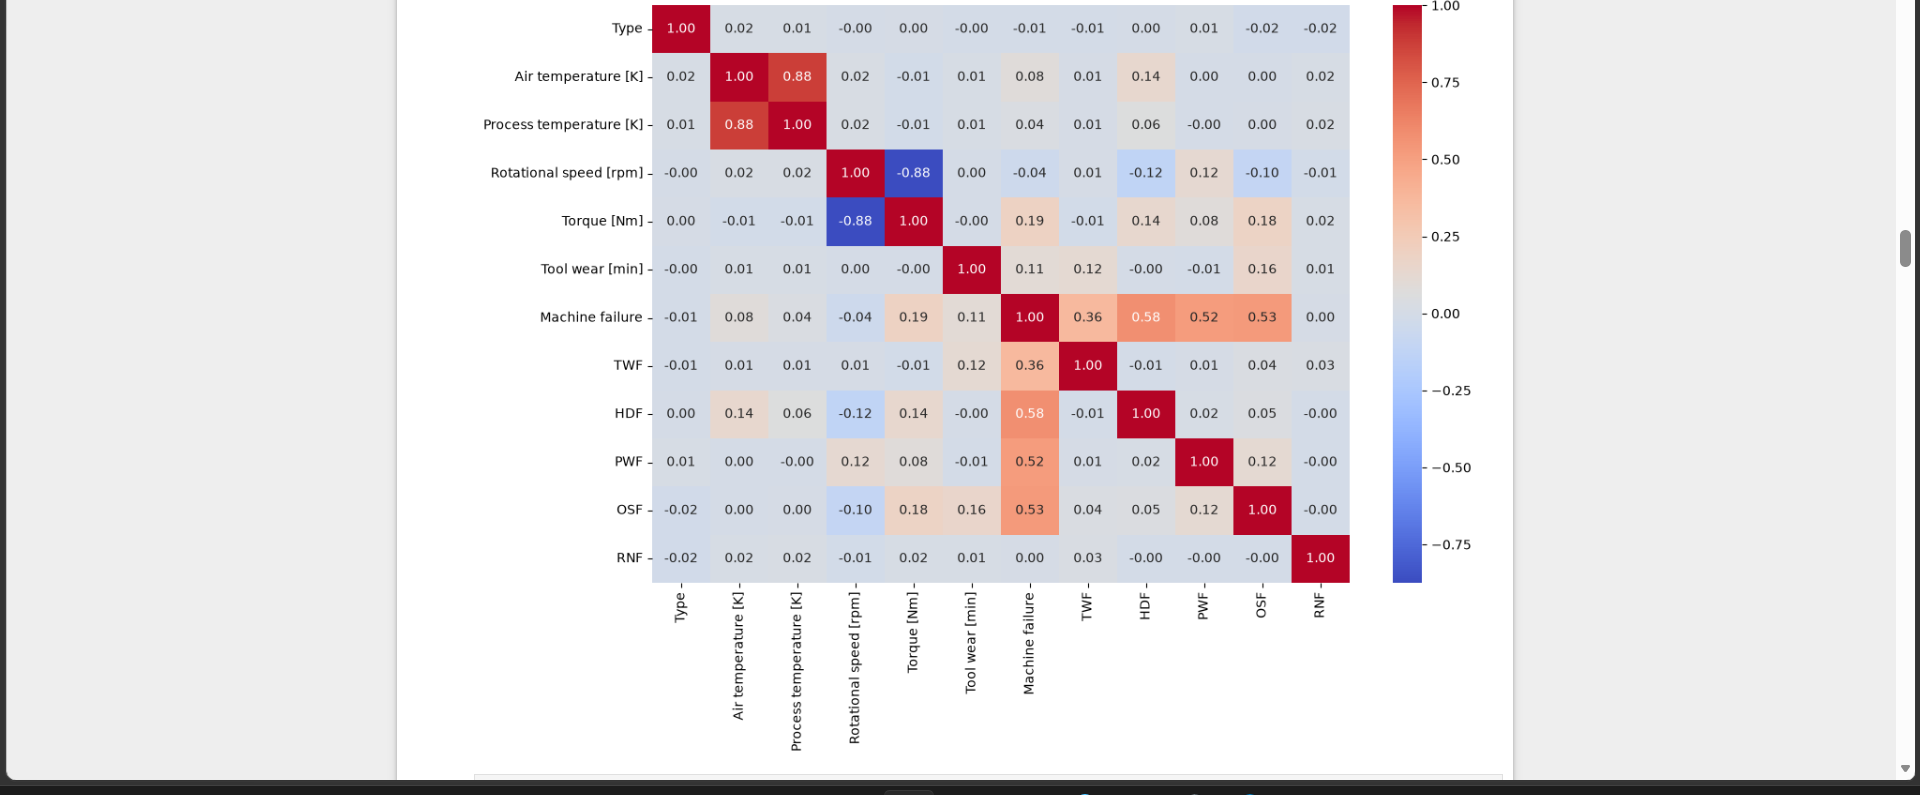 Type 1.00 0.02 0.01 -0.00 0.00 -0.00 -0.01 -0.01 0.00 0.01 -0.02 -0.02
Air temperature [K] 0.02 1.00 0.88 0.02 -0.01 0.01 0.08 0.01 0.14 0.00 0.00 0.02
Process temperature [K] 0.01 0.88 1.00 0.02 -0.01 0.01 0.04 0.01 0.06 -0.00 0.00 0.02
Rotational speed [rpm] -0.00 0.02 0.02 1.00 -0.88 0.00 -0.04 0.01 -0.12 0.12 -0.10 -0.01
Torque [Nm] 0.00 -0.01 -0.01 -0.88 1.00 -0.00 0.19 -0.01 0.14 0.08 0.18 0.02
Tool wear [min] -0.00 0.01 0.01 0.00 -0.00 1.00 0.11 0.12 -0.00 -0.01 0.16 0.01
Machine failure -0.01 0.08 0.04 -0.04 0.19 0.11 1.00 0.36 0.58 0.52 0.53 0.00
TWF -0.01 0.01 0.01 0.01 -0.01 0.12 0.36 1.00 -0.01 0.01 0.04 0.03
HDF 0.00 0.14 0.06 -0.12 0.14 -0.00 0.58 -0.01 1.00 0.02 0.05 -0.00
PWF 0.01 0.00 -0.00 0.12 0.08 -0.01 0.52 0.01 0.02 1.00 0.12 -0.00
OSF -0.02 0.00 0.00 -0.10 0.18 0.16 0.53 0.04 0.05 0.12 1.00 -0.00
RNF -0.02 0.02 0.02 -0.01 0.02 0.01 0.00 0.03 -0.00 -0.00 -0.00 1.00
Type
Air temperature [K]
Process temperature [K]
Rotational speed [rpm]
Torque [Nm]
Tool wear [min]
Machine failure
TWF
HDF
PWF
OSF
RNF
1.00
0.75
0.50
0.25
0.00
−0.25
−0.50
−0.75